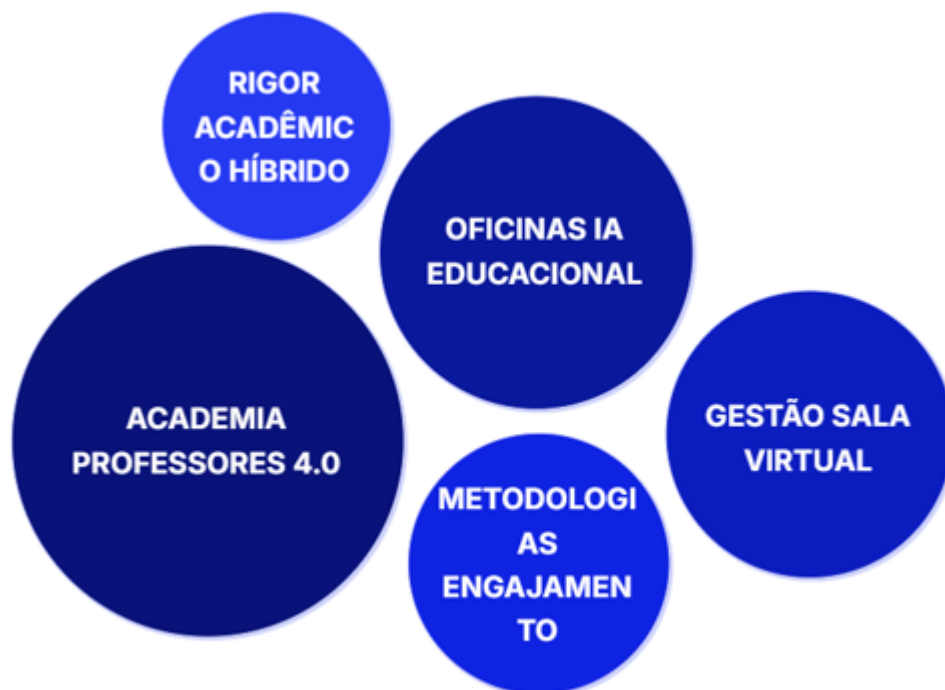 RIGOR
ACADÊMIC
O HÍBRIDO
OFICINAS IA
EDUCACIONAL
ACADEMIA
PROFESSORES 4.0
GESTÃO SALA
VIRTUAL
METODOLOGI
AS
ENGAJAMEN
TO